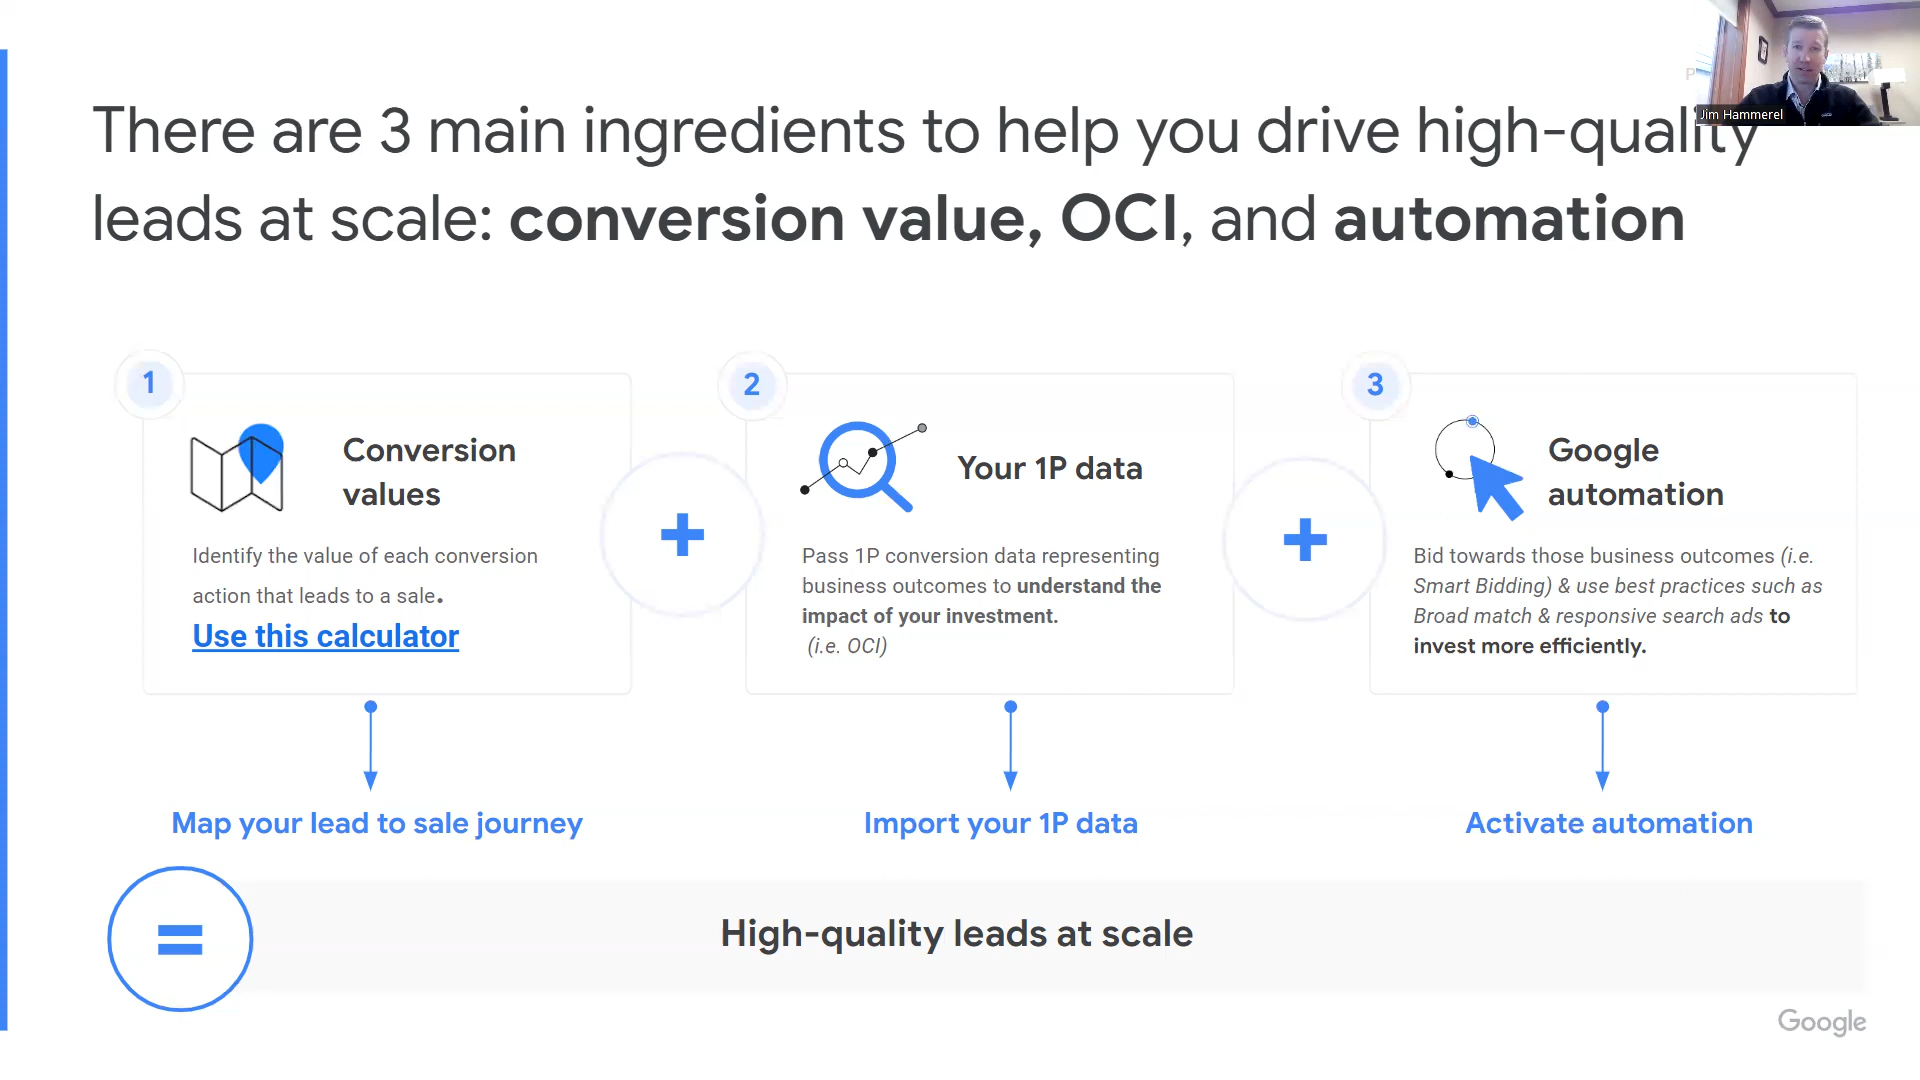 P
Jim Hammerel
There are 3 main ingredients to help you drive high-quality
leads at scale: conversion value, OCI, and automation
1
Conversion
values
Identify the value of each conversion
action that leads to a sale.
Use this calculator
2
Your 1P data
Pass 1P conversion data representing
business outcomes to understand the
impact of your investment.
(i.e. OCI)
3
Google
automation
Bid towards those business outcomes (i.e.
Smart Bidding) & use best practices such as
Broad match & responsive search ads to
invest more efficiently.
+
+
Map your lead to sale journey
Import your 1P data
Activate automation
=
High-quality leads at scale
Google